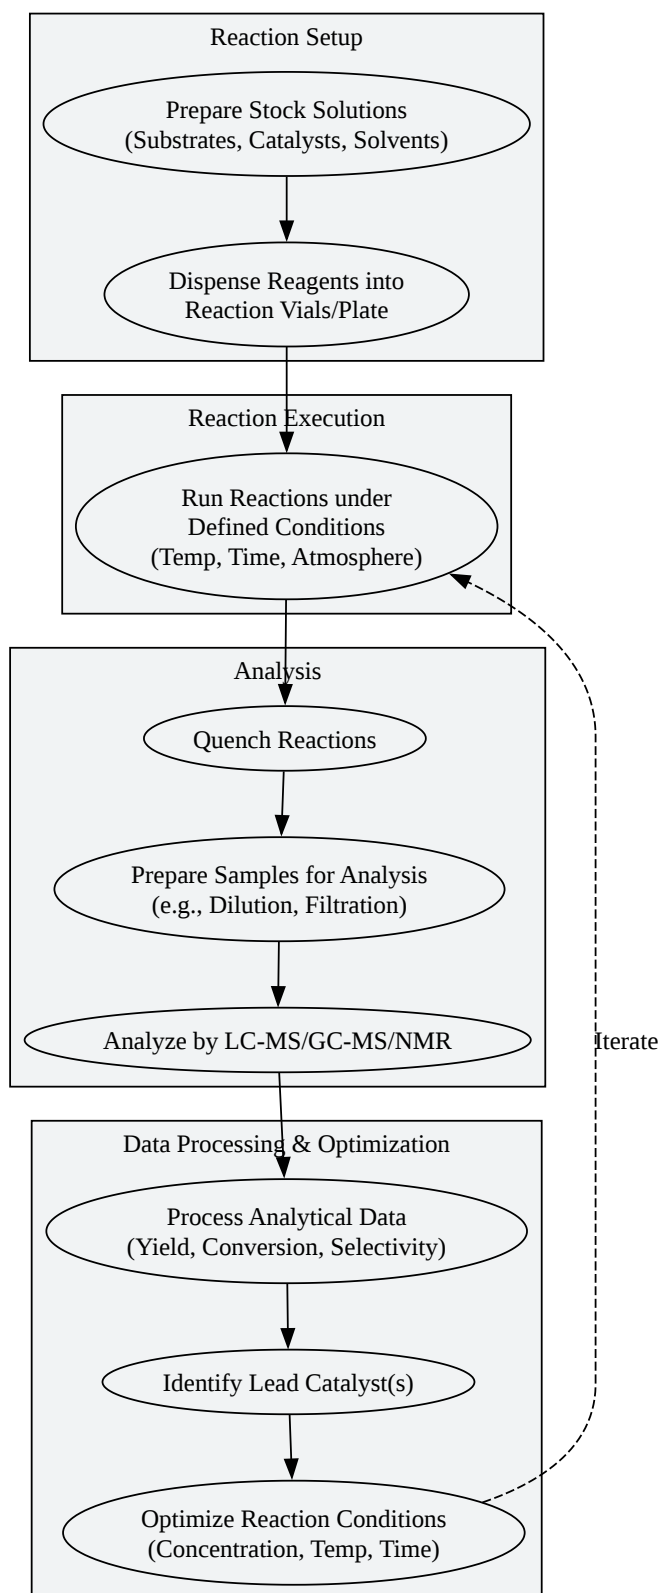 Reaction Setup
Prepare Stock Solutions
(Substrates, Catalysts, Solvents)
Dispense Reagents into
Reaction Vials/Plate
Reaction Execution
Run Reactions under
Defined Conditions
(Temp, Time, Atmosphere)
Analysis
Quench Reactions
Prepare Samples for Analysis
(e.g., Dilution, Filtration)
Analyze by LC-MS/GC-MS/NMR
Iterate
Data Processing & Optimization
Process Analytical Data
(Yield, Conversion, Selectivity)
Identify Lead Catalyst(s)
Optimize Reaction Conditions
(Concentration, Temp, Time)